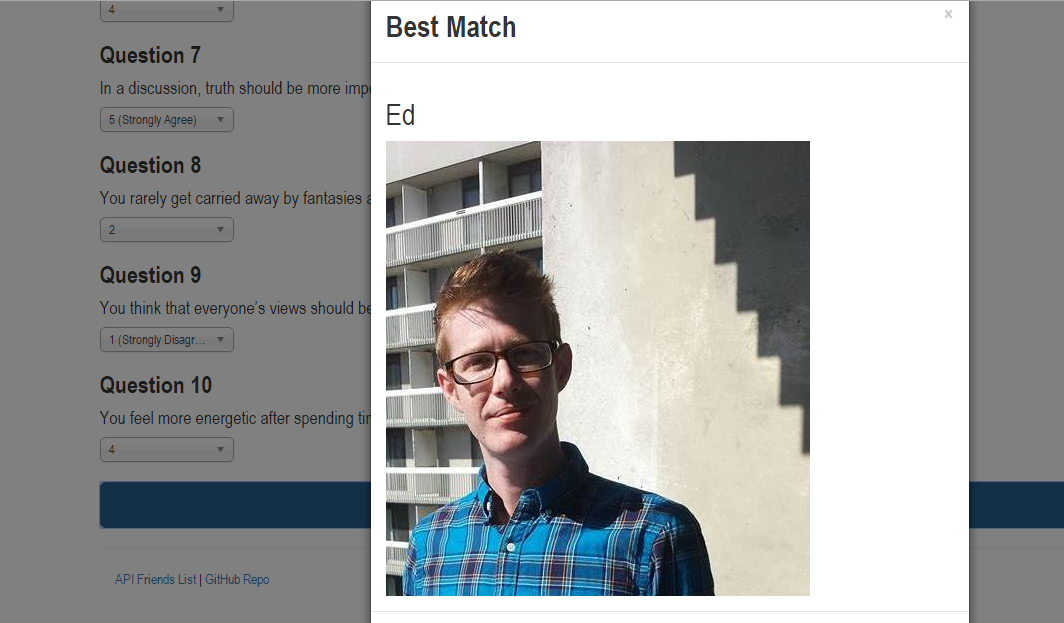 4
Question 7
In a discussion, truth should be more
5 (Strongly Agree)
Question 8
You rarely get carried away by fantasies
2
Question 9
You think that everyone’s views should be
1 (Strongly Disagr...
Question 10
You feel more energetic after spending
4
API Friends List | GitHub Repo
Best Match
×
Ed